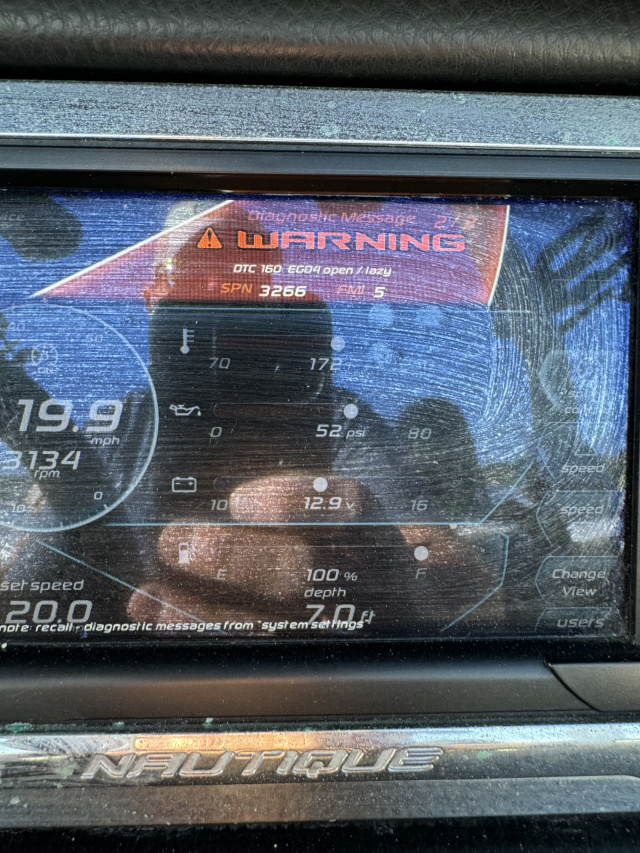 Diagnostic Message 2 / 2
WARNING
DTC 160: EGO4 open / lazy
SPN 3266 FMI 5
70 172
19.9 mph
0 52 psi 80
3134 rpm
speed
10 12.9 v 16
speed
E 100 % F
Change View
set speed
depth
20.0 7.0 ft
users
note: recall - diagnostic messages from "system settings"
NAUTIQUE